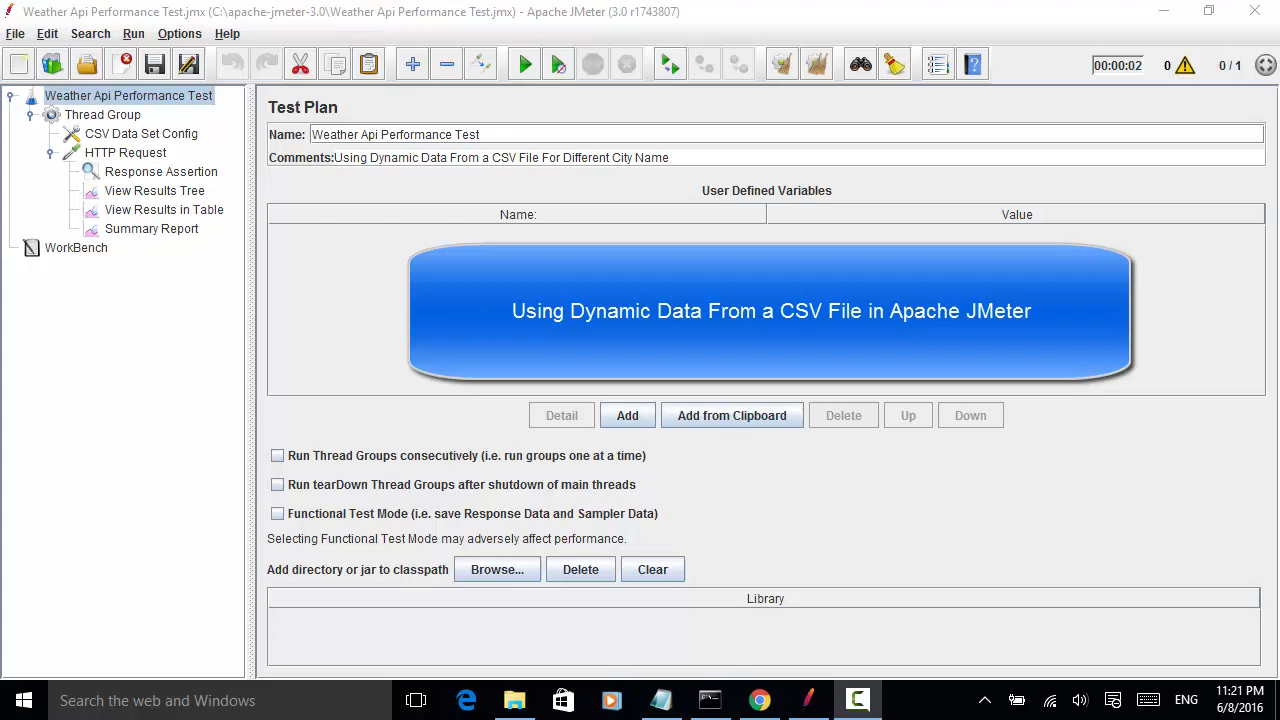 Weather Api Performance Test.jmx (C:\apache-jmeter-3.0\Weather Api Performance Test.jmx) - Apache JMeter (3.0 r1743807)
File Edit Search Run Options Help
00:00:02 0 0 / 1
Weather Api Performance Test
Thread Group
CSV Data Set Config
HTTP Request
Response Assertion
View Results Tree
View Results in Table
Summary Report
WorkBench
Test Plan
Name: Weather Api Performance Test
Comments: Using Dynamic Data From a CSV File For Different City Name
User Defined Variables
Name: Value
Using Dynamic Data From a CSV File in Apache JMeter
Detail Add Add from Clipboard Delete Up Down
Run Thread Groups consecutively (i.e. run groups one at a time)
Run tearDown Thread Groups after shutdown of main threads
Functional Test Mode (i.e. save Response Data and Sampler Data)
Selecting Functional Test Mode may adversely affect performance.
Add directory or jar to classpath Browse... Delete Clear
Library
Search the web and Windows
ENG
11:21 PM
6/8/2016